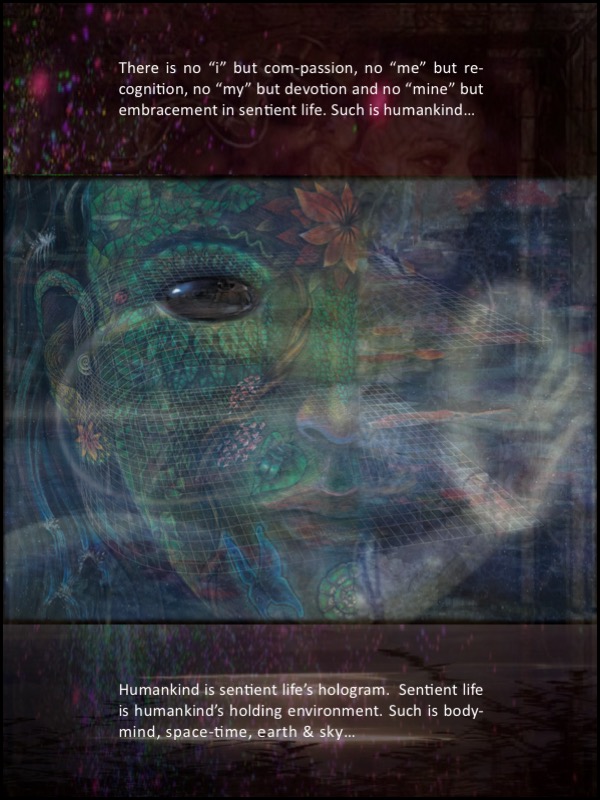 There is no “i” but com-passion, no “me” but re-
cognition, no “my” but devotion and no “mine” but
embracement in sentient life. Such is humankind…
Humankind is sentient life’s hologram.  Sentient life
is humankind’s holding environment. Such is body-
mind, space-time, earth & sky…